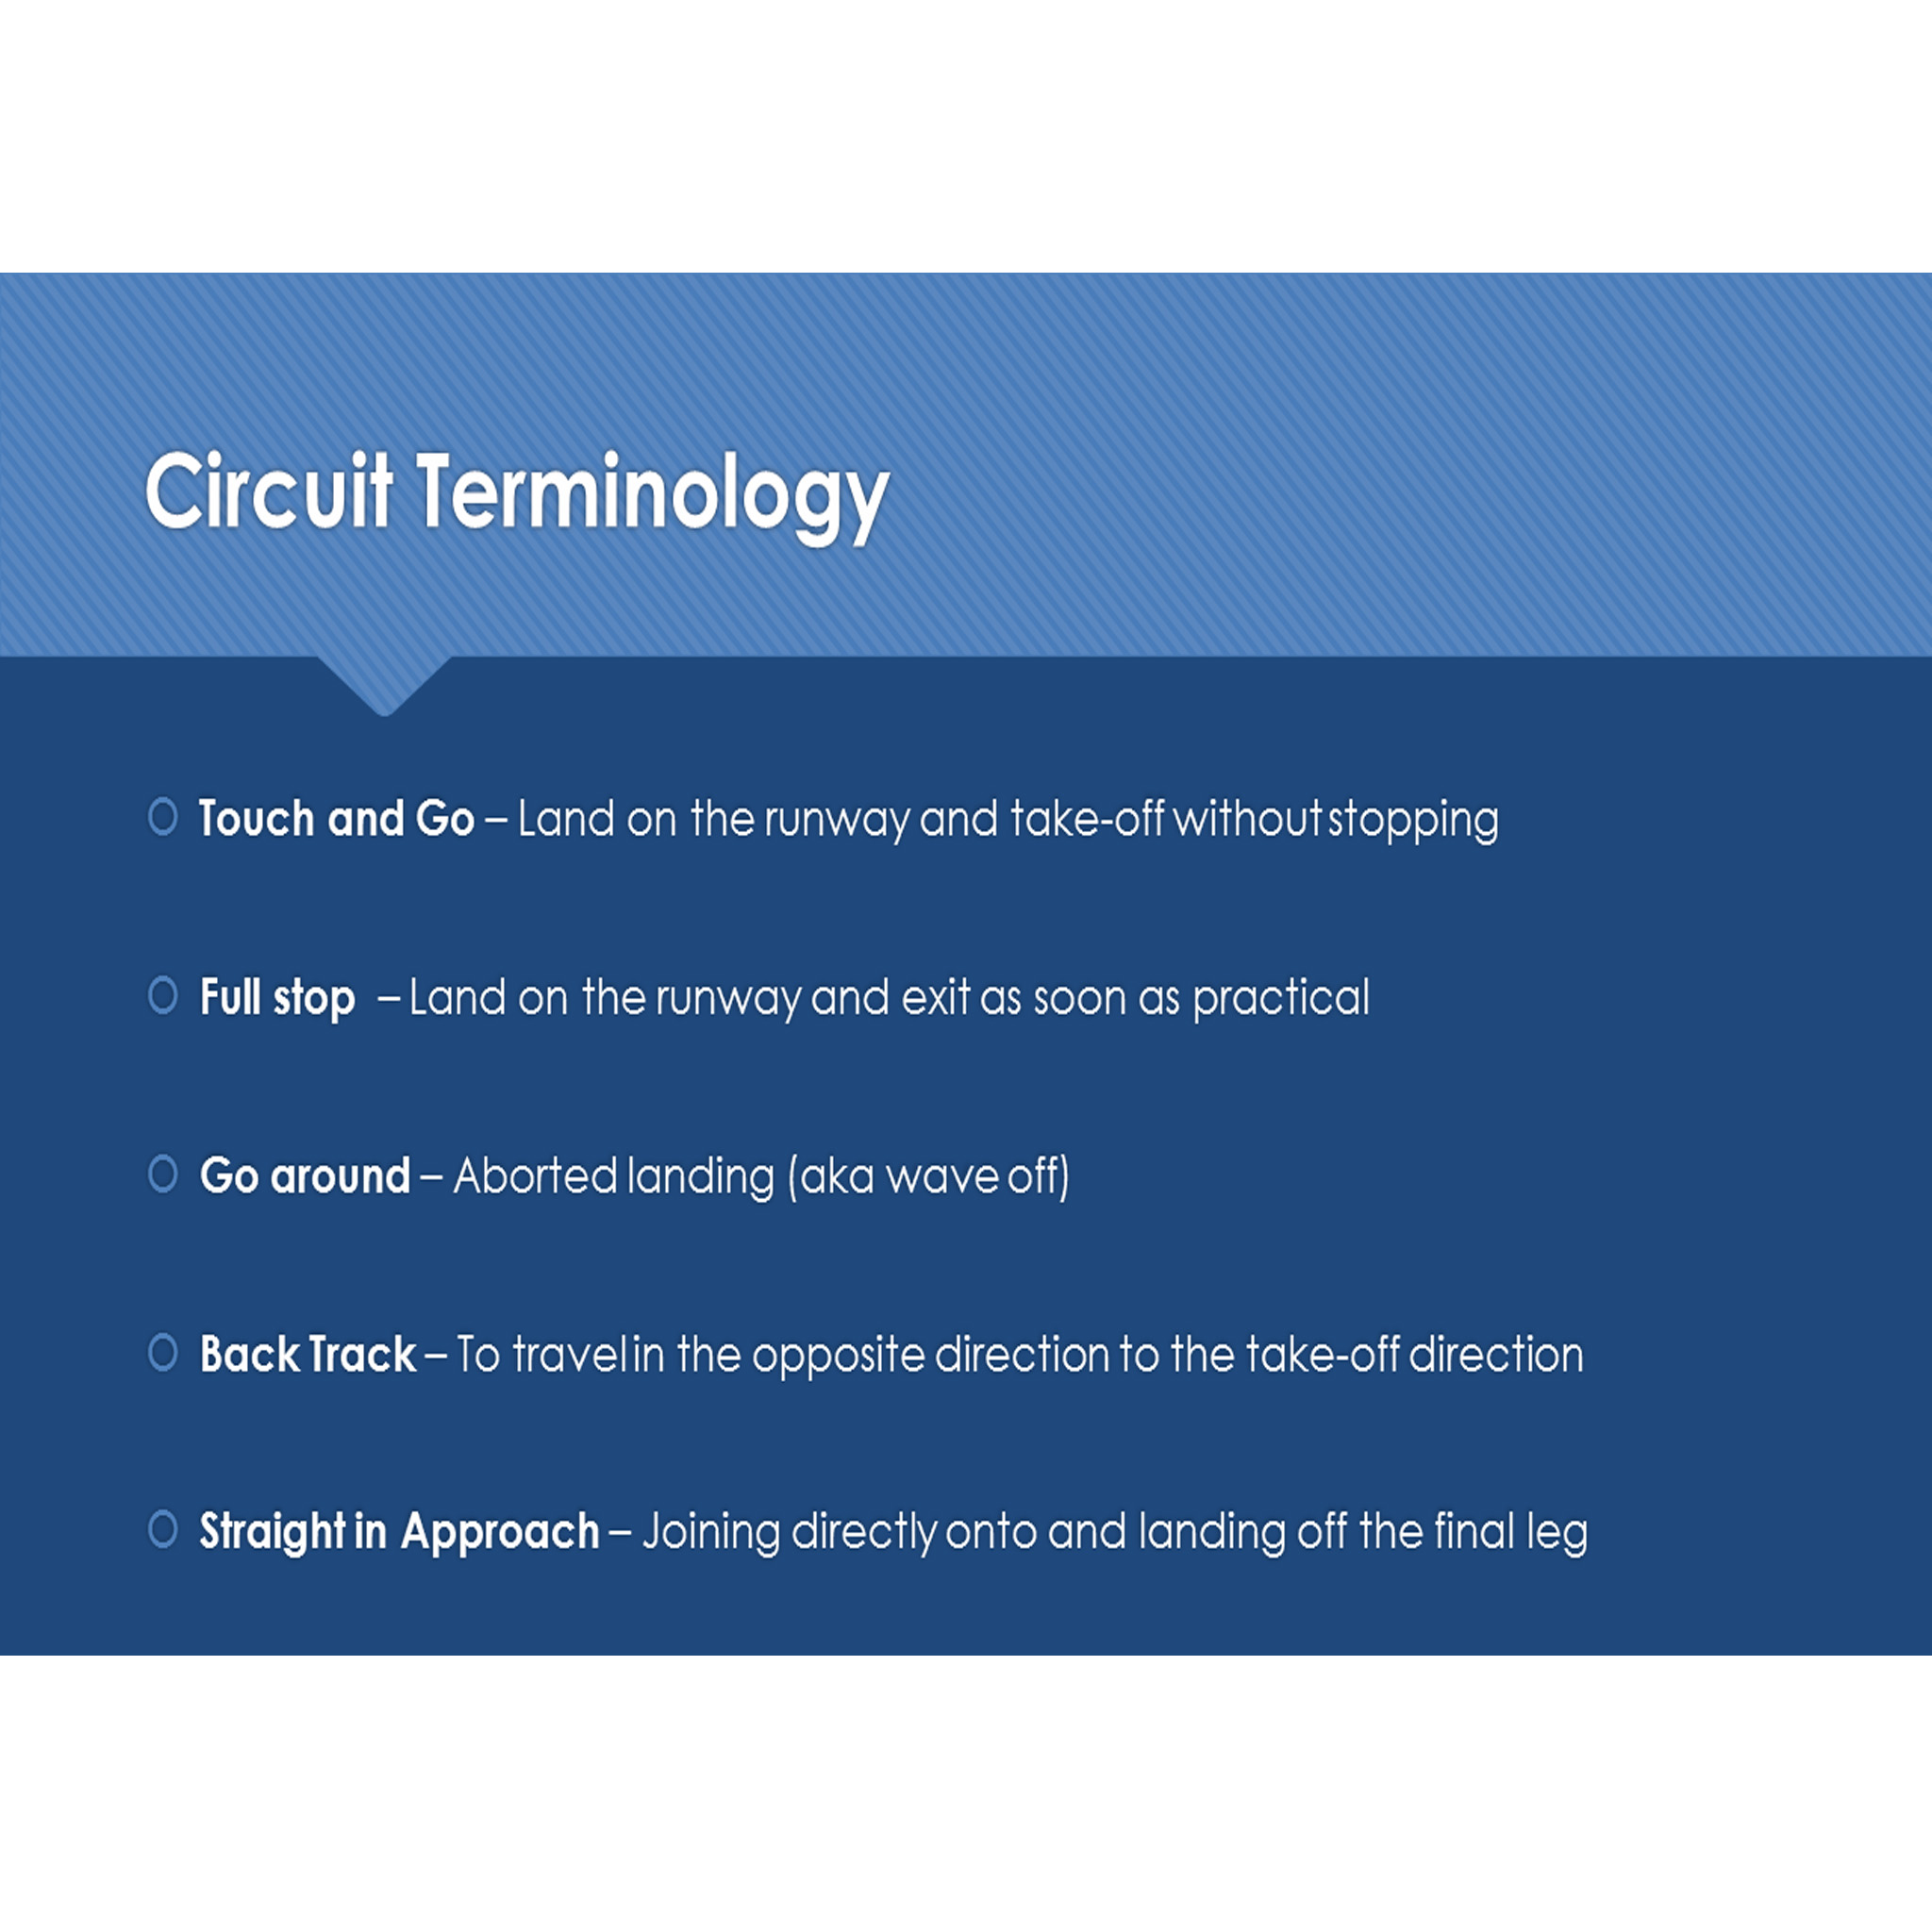 Circuit Terminology
Touch and Go – Land on the runway and take-off without stopping
Full stop – Land on the runway and exit as soon as practical
Go around – Aborted landing (aka wave off)
Back Track – To travel in the opposite direction to the take-off direction
Straight in Approach – Joining directly onto and landing off the final leg